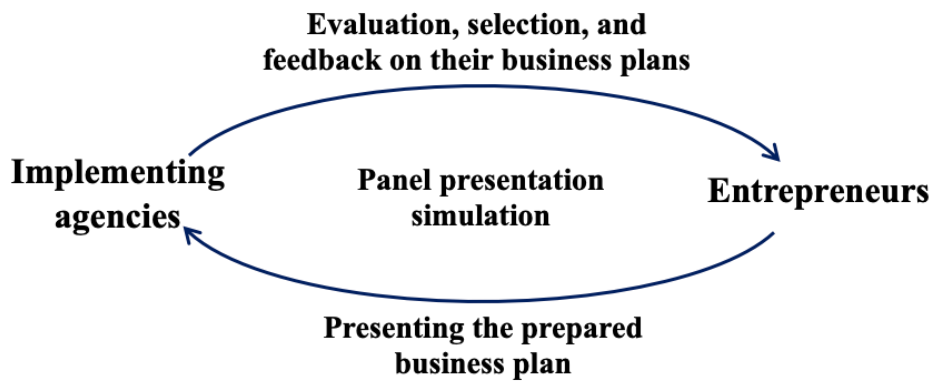 Evaluation, selection, and
feedback on their business plans
Implementing
agencies
Panel presentation
simulation
Entrepreneurs
Presenting the prepared
business plan